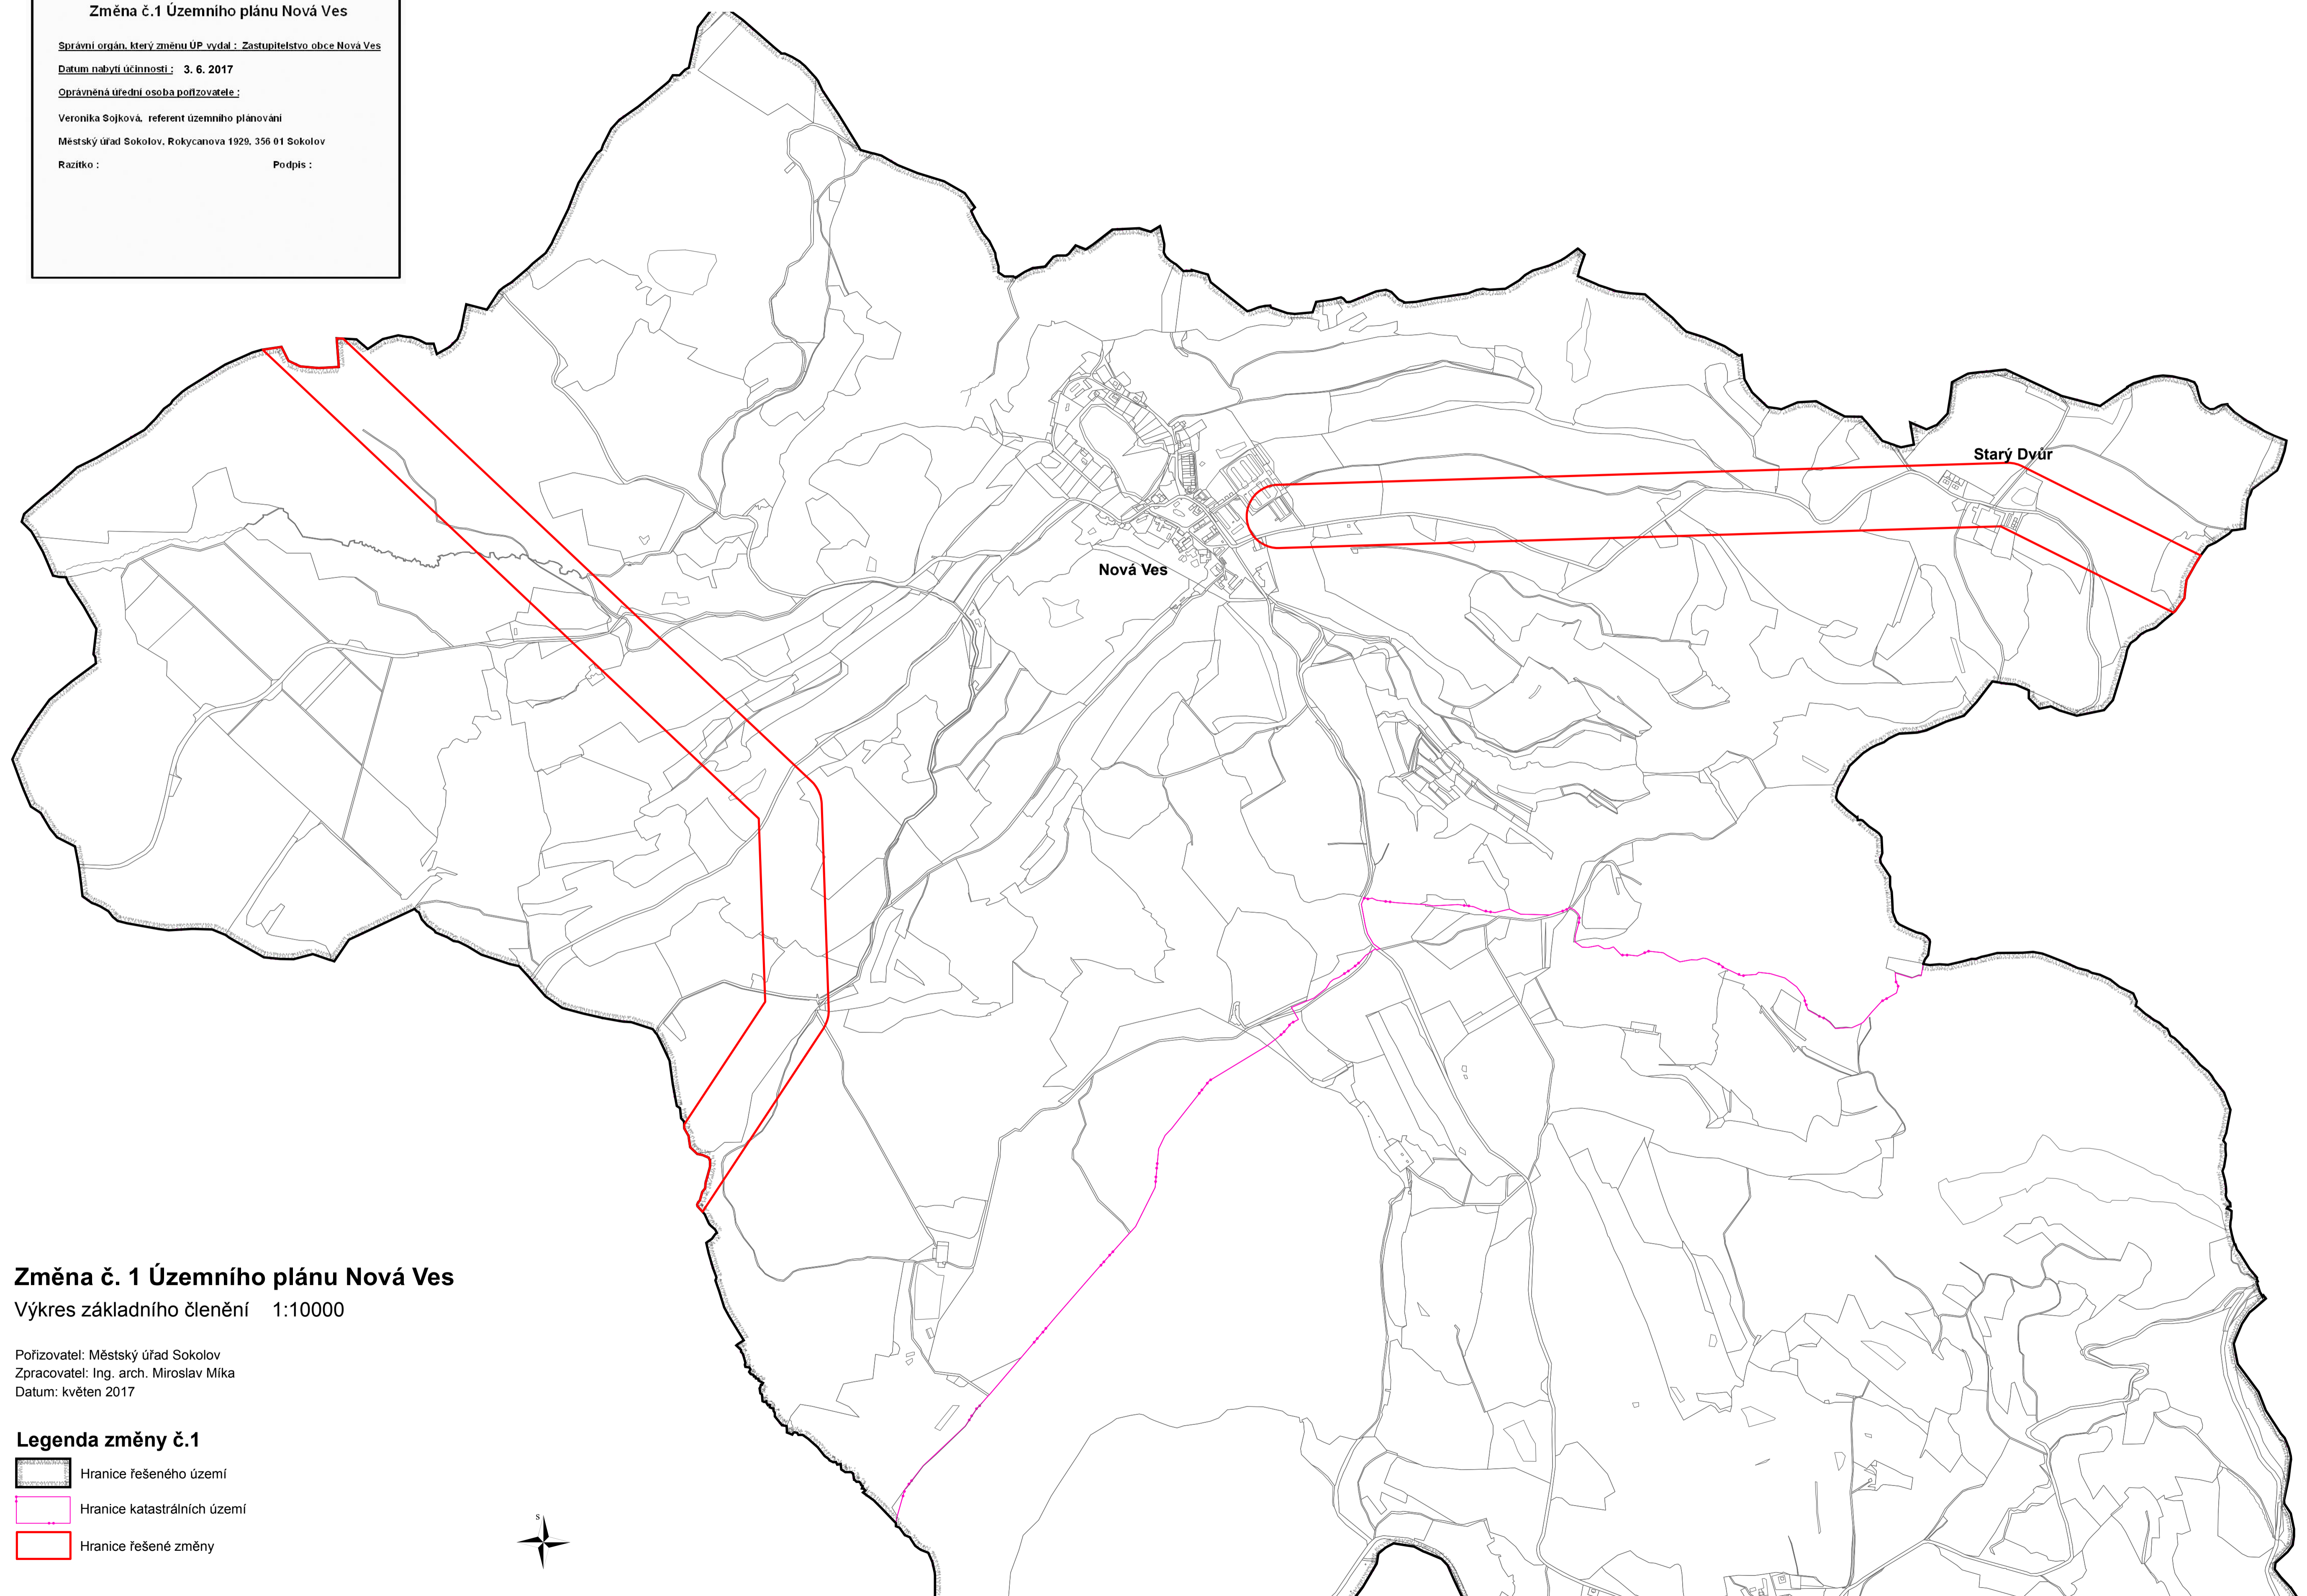 Změna č.1 Územního plánu Nová Ves
Správní orgán, který změnu ÚP vydal : Zastupitelstvo obce Nová Ves
Datum nabytí účinnosti : 3. 6. 2017
Oprávněná úřední osoba pořizovatele :
Veronika Sojková, referent územního plánování
Městský úřad Sokolov, Rokycanova 1929, 356 01 Sokolov
Razítko : Podpis :
Starý Dvůr
Nová Ves
Změna č. 1 Územního plánu Nová Ves
Výkres základního členění 1:10000
Pořizovatel: Městský úřad Sokolov
Zpracovatel: Ing. arch. Miroslav Míka
Datum: květen 2017
Legenda změny č.1
Hranice řešeného území
Hranice katastrálních území
Hranice řešené změny
S